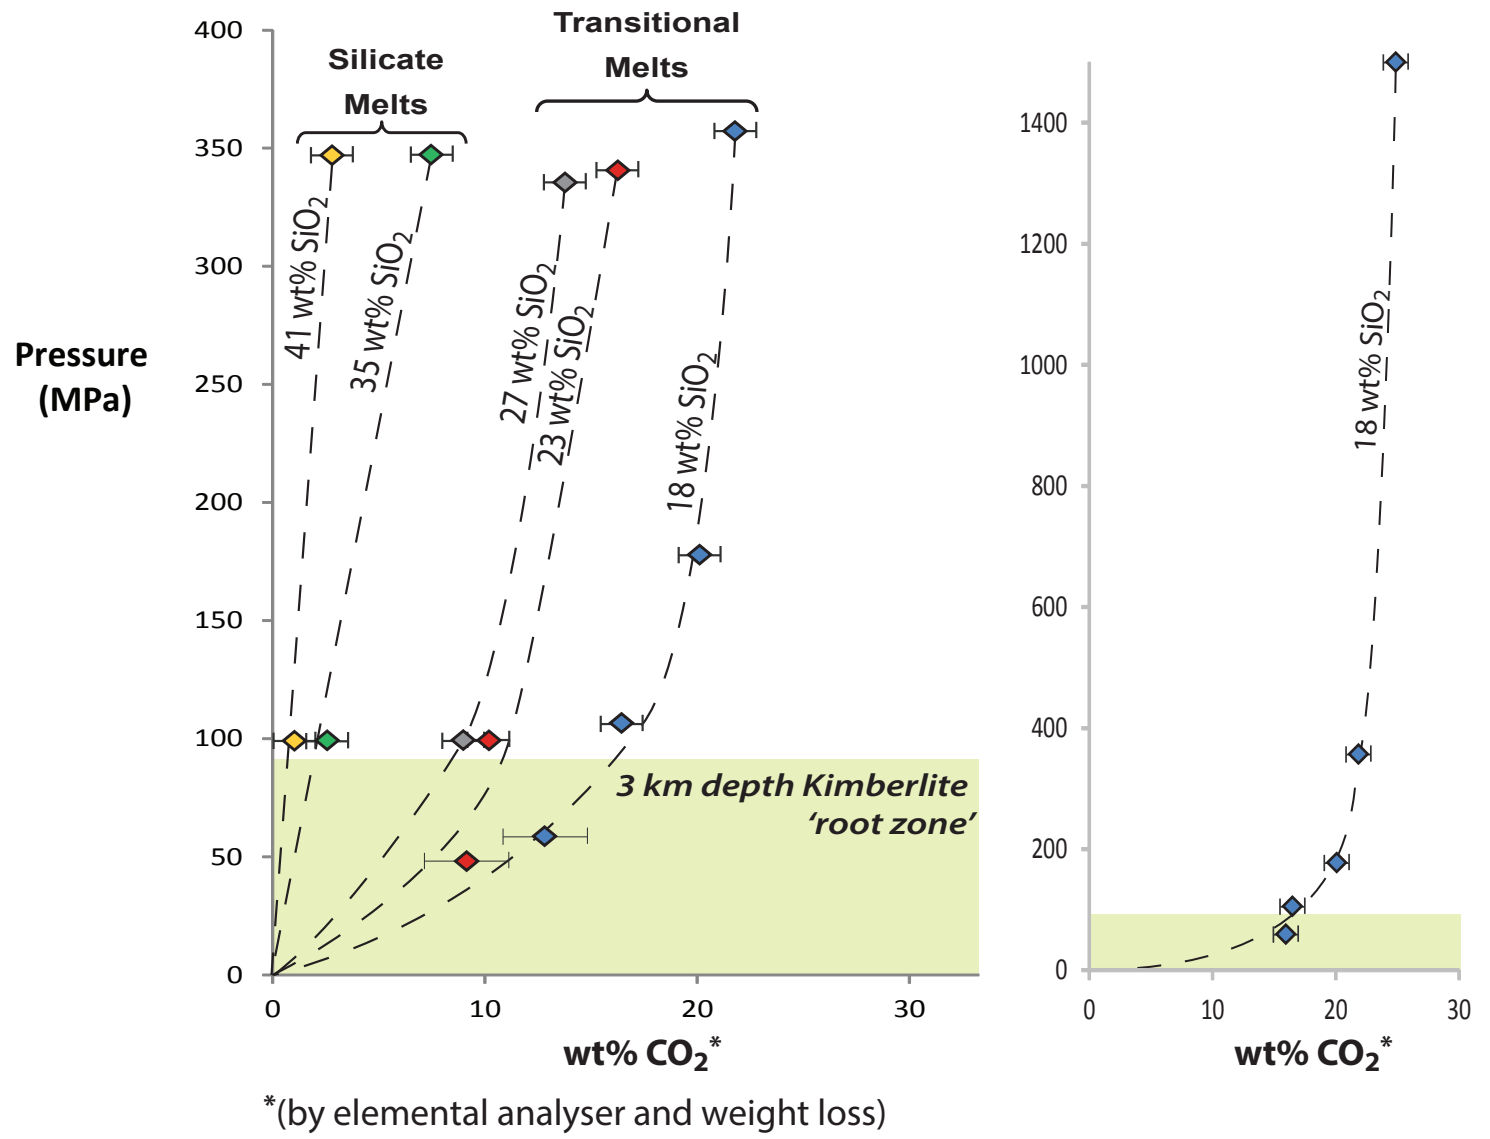 Silicate
Melts
Transitional
Melts
Pressure
(MPa)
400
350
300
250
200
150
100
50
0
41 wt% SiO₂
35 wt% SiO₂
27 wt% SiO₂
23 wt% SiO₂
18 wt% SiO₂
3 km depth Kimberlite
‘root zone’
0 10 20 30
wt% CO₂*
1400
1200
1000
800
600
400
200
0
18 wt% SiO₂
0 10 20 30
wt% CO₂*
*(by elemental analyser and weight loss)